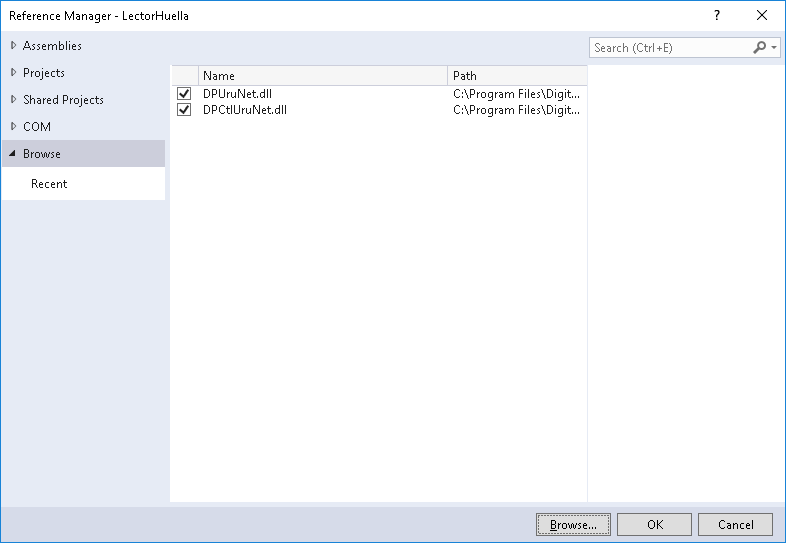 Reference Manager - LectorHuella
?
Assemblies
Projects
Shared Projects
COM
Browse
Recent
Search (Ctrl+E)
Name Path
DPUruNet.dll C:\Program Files\Digit...
DPCtlUruNet.dll C:\Program Files\Digit...
Browse... OK Cancel